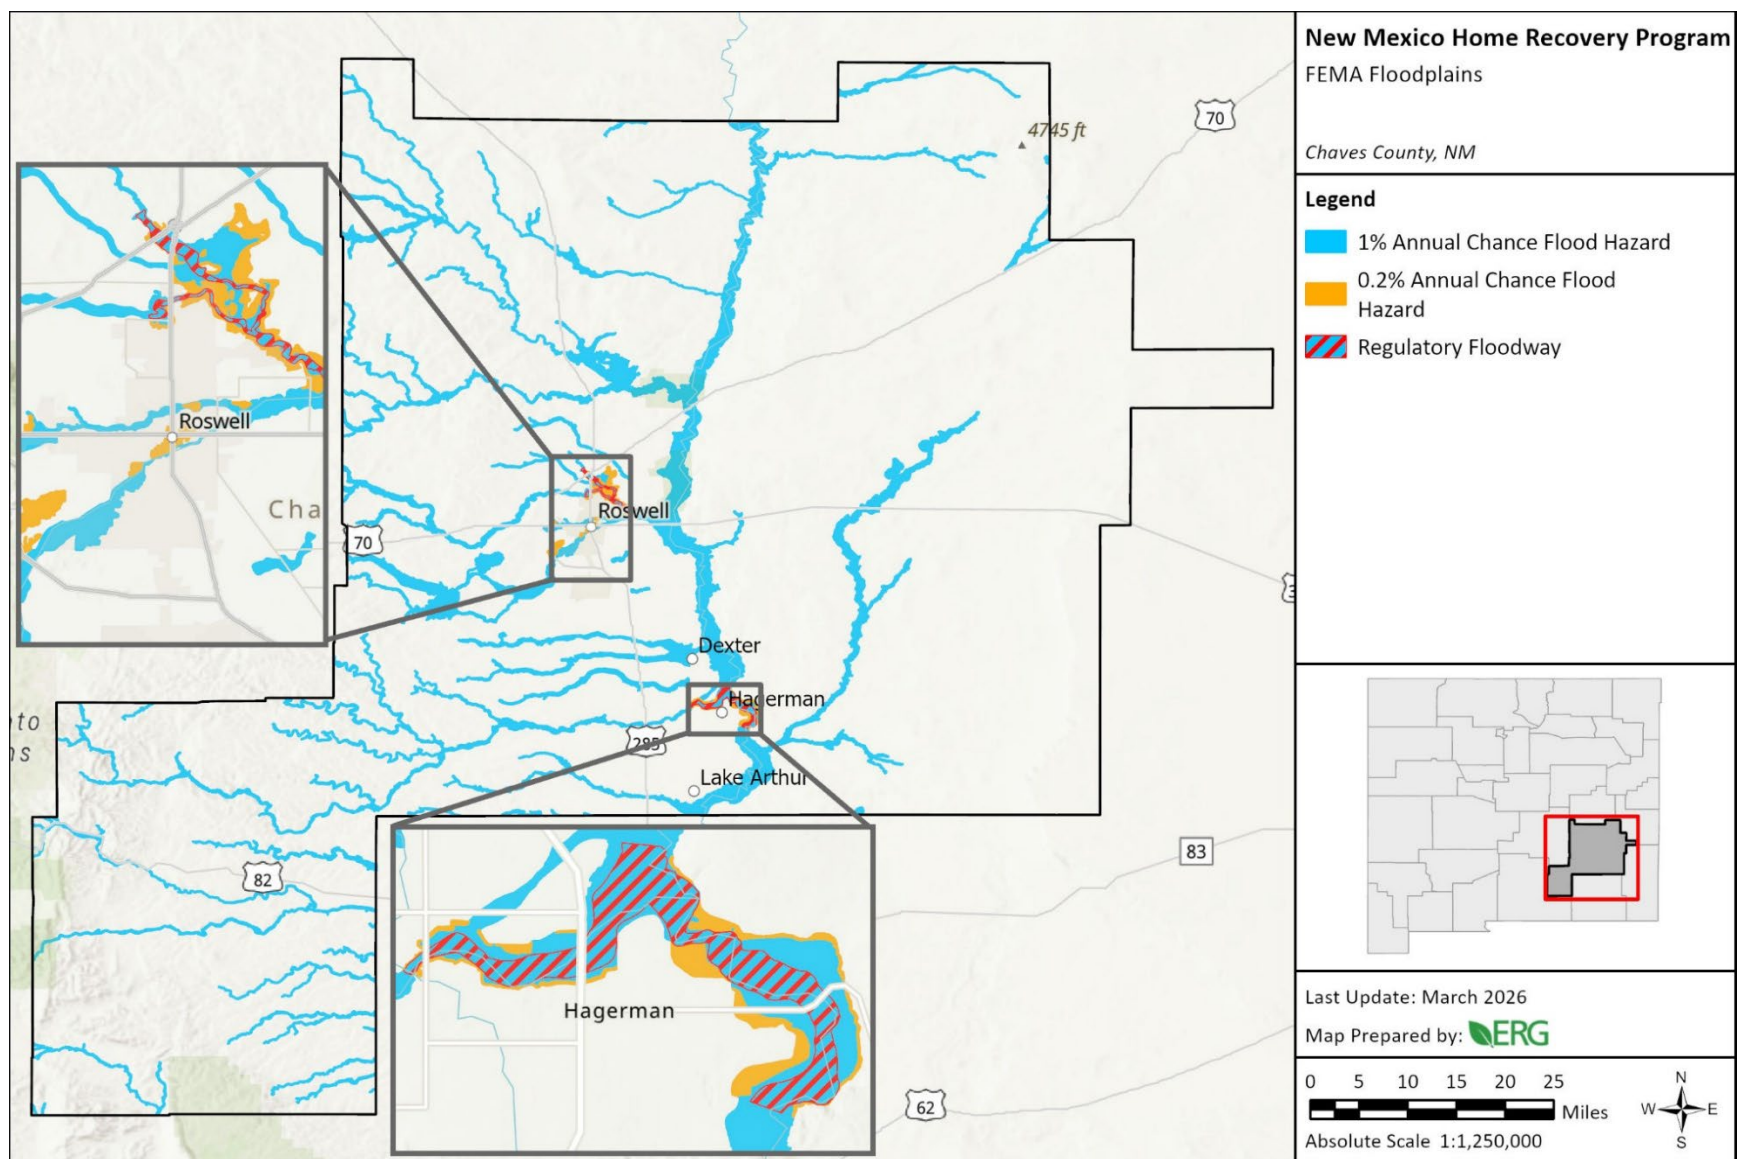 New Mexico Home Recovery Program
FEMA Floodplains
Chaves County, NM
Legend
1% Annual Chance Flood Hazard
0.2% Annual Chance Flood
Hazard
Regulatory Floodway
4745 ft
70
Roswell
Cha
70
Roswell
Dexter
Hagerman
285
Lake Arthur
to
82
83
Hagerman
62
Last Update: March 2026
Map Prepared by: ERG
0 5 10 15 20 25
Miles
Absolute Scale 1:1,250,000
N
W E
S